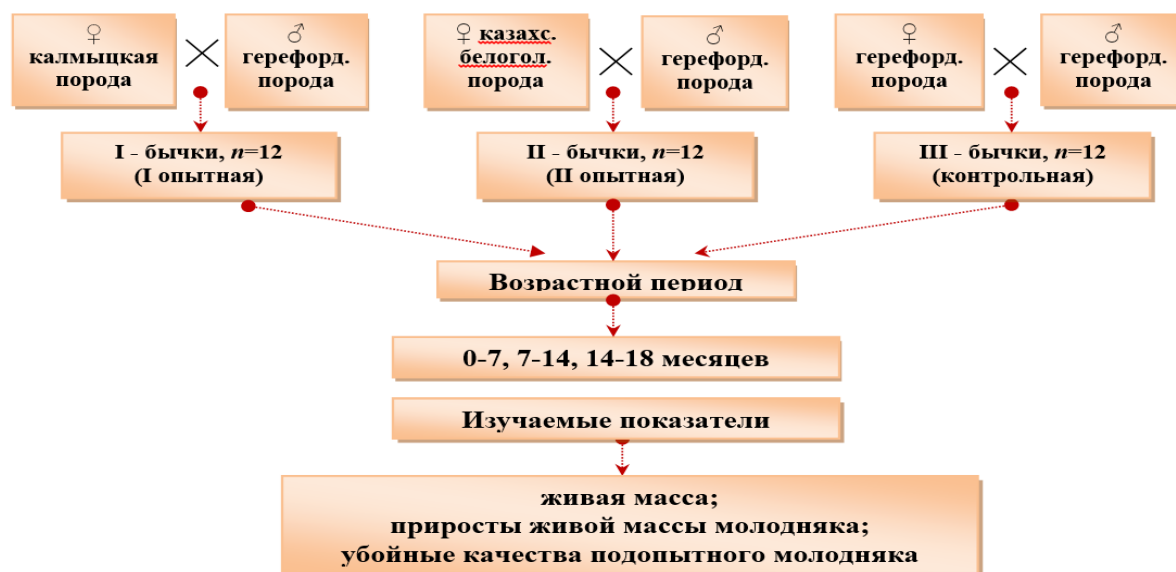 ♀
калмыцкая
порода
♂
герефорд.
порода
♀ казахс.
белогол.
порода
♂
герефорд.
порода
♀
герефорд.
порода
♂
герефорд.
порода
I - бычки, n=12
(I опытная)
II - бычки, n=12
(II опытная)
III - бычки, n=12
(контрольная)
Возрастной период
0-7, 7-14, 14-18 месяцев
Изучаемые показатели
живая масса;
приросты живой массы молодняка;
убойные качества подопытного молодняка